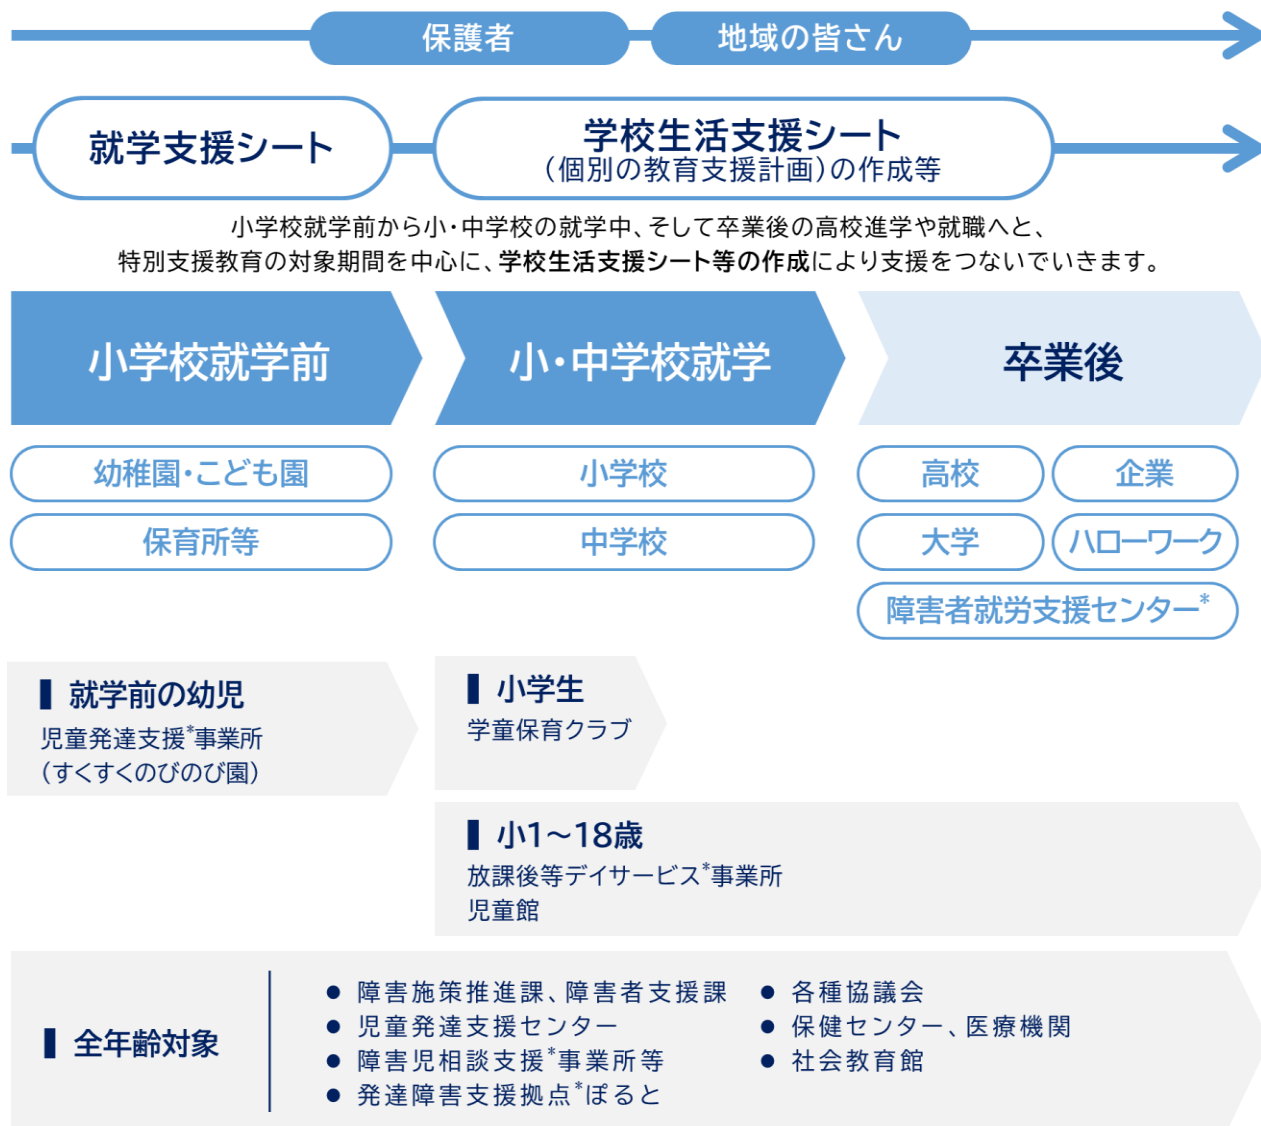 保護者
地域の皆さん
就学支援シート
学校生活支援シート
（個別の教育支援計画）の作成等
小学校就学前から小・中学校の就学中、そして卒業後の高校進学や就職へと、
特別支援教育の対象期間を中心に、学校生活支援シート等の作成により支援をつないでいきます。
小学校就学前
小・中学校就学
卒業後
幼稚園・こども園
保育所等
小学校
中学校
高校
企業
大学
ハローワーク
障害者就労支援センター*
就学前の幼児
児童発達支援*事業所
（すくすくのびのび園）
小学生
学童保育クラブ
小1～18歳
放課後等デイサービス*事業所
児童館
全年齢対象
● 障害施策推進課、障害者支援課
● 児童発達支援センター
● 障害児相談支援*事業所等
● 発達障害支援拠点*ぽると
● 各種協議会
● 保健センター、医療機関
● 社会教育館